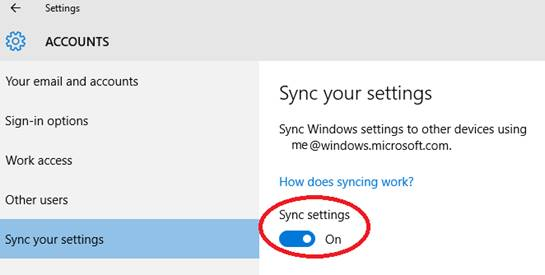 Settings
ACCOUNTS
Your email and accounts
Sign-in options
Work access
Other users
Sync your settings
Sync your settings
Sync Windows settings to other devices using
me@windows.microsoft.com.
How does syncing work?
Sync settings
On